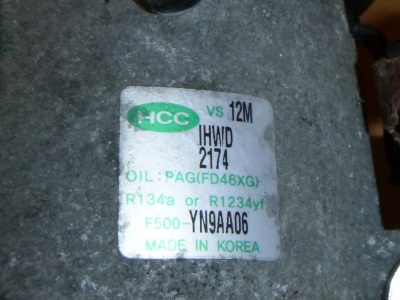 HCC VS 12M
IHWD
2174
OIL : PAG(FD46XG)
R134a or R1234yf
F500-YN9AA06
MADE IN KOREA